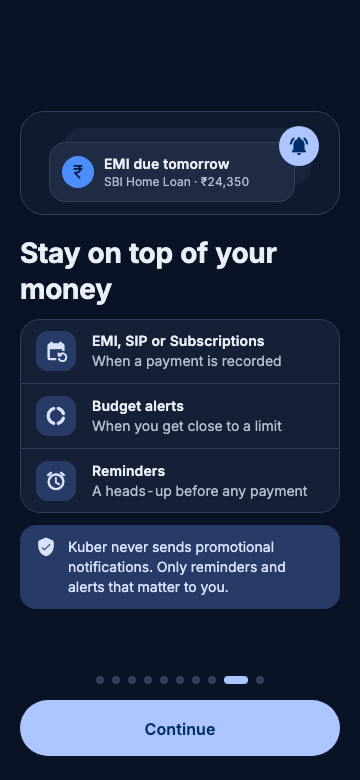 EMI due tomorrow
SBI Home Loan · ₹24,350
Stay on top of your
money
EMI, SIP or Subscriptions
When a payment is recorded
Budget alerts
When you get close to a limit
Reminders
A heads-up before any payment
Kuber never sends promotional
notifications. Only reminders and
alerts that matter to you.
Continue